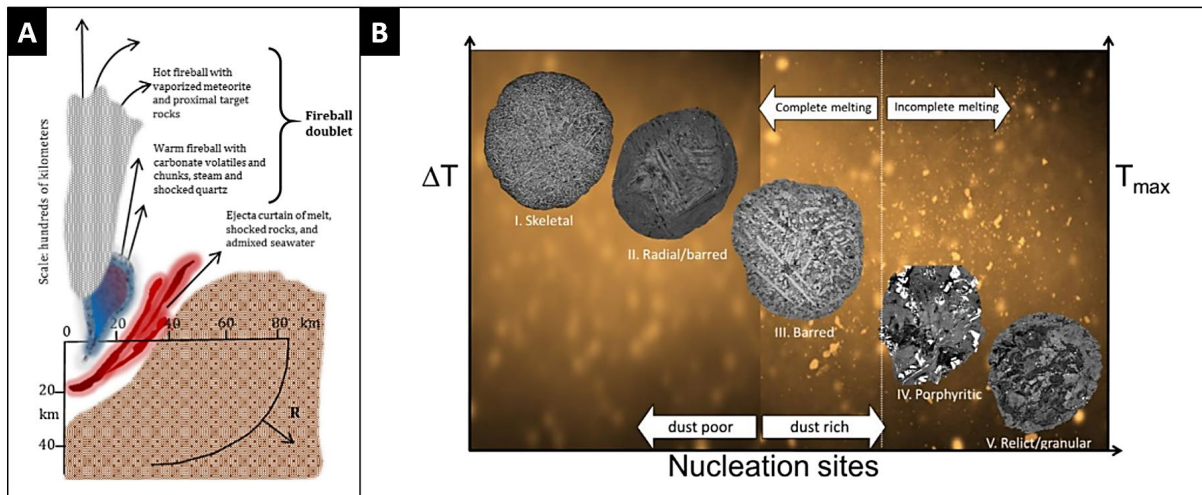 A
Hot fireball with
vaporized meteorite
and proximal target
rocks
Fireball
doublet
Warm fireball with
carbonate volatiles and
chunks, steam and
shocked quartz
Ejecta curtain of melt,
shocked rocks, and
admixed seawater
Scale: hundreds of kilometers
0 20 40 60 80 km
20
km
40
R
B
ΔT
Tmax
Complete melting
Incomplete melting
I. Skeletal
II. Radial/barred
III. Barred
IV. Porphyritic
V. Relict/granular
dust poor
dust rich
Nucleation sites